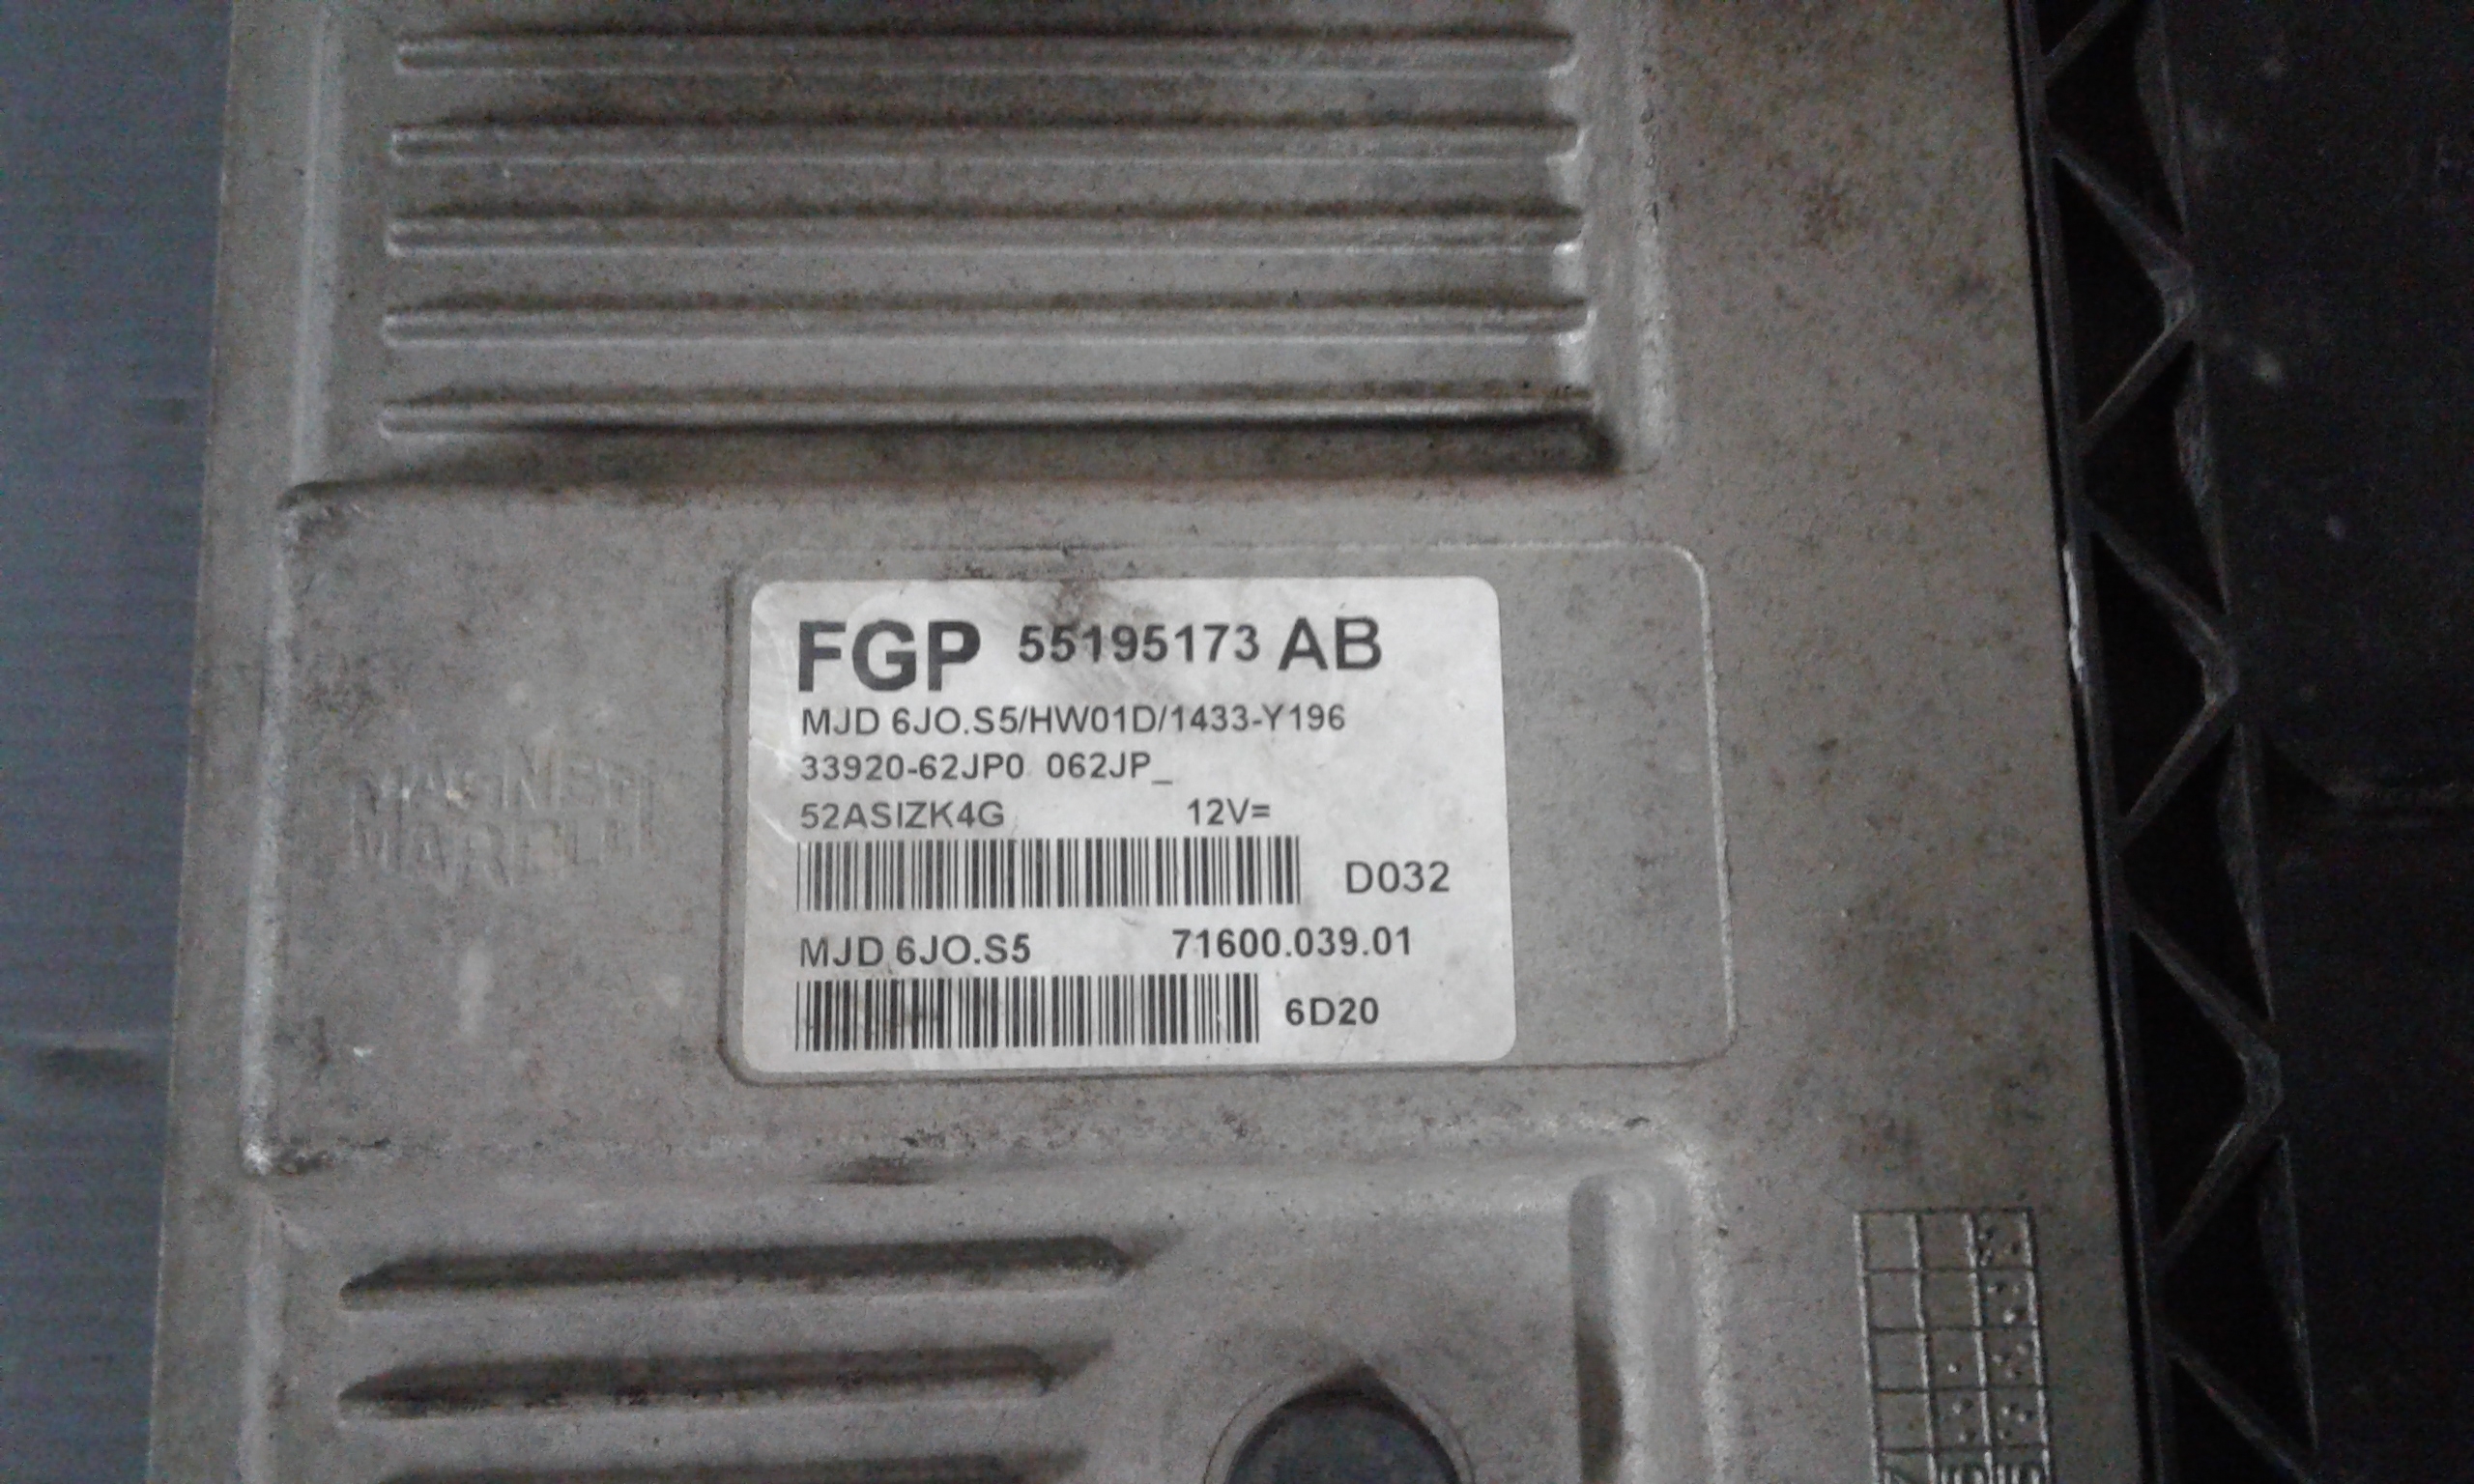 FGP 55195173 AB
MJD 6JO.S5/HW01D/1433-Y196
33920-62JP0 062JP_
52ASIZK4G 12V=
D032
MJD 6JO.S5 71600.039.01
6D20
MAGNETI
MARELLI